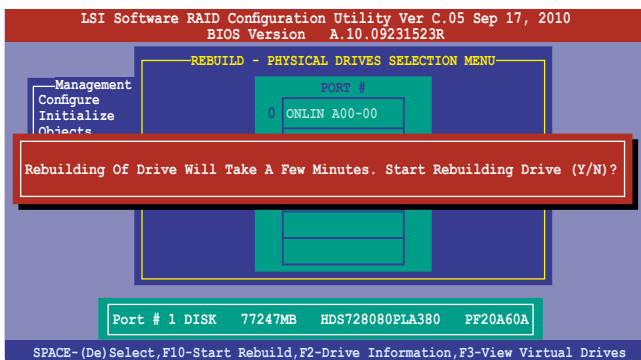 LSI Software RAID Configuration Utility Ver C.05 Sep 17, 2010
BIOS Version A.10.09231523R
REBUILD - PHYSICAL DRIVES SELECTION MENU
Management
PORT #
Configure
0 ONLIN A00-00
Initialize
Objects
Rebuilding Of Drive Will Take A Few Minutes. Start Rebuilding Drive (Y/N)?
Port # 1 DISK 77247MB HDS728080PLA380 PF20A60A
SPACE-(De)Select,F10-Start Rebuild,F2-Drive Information,F3-View Virtual Drives